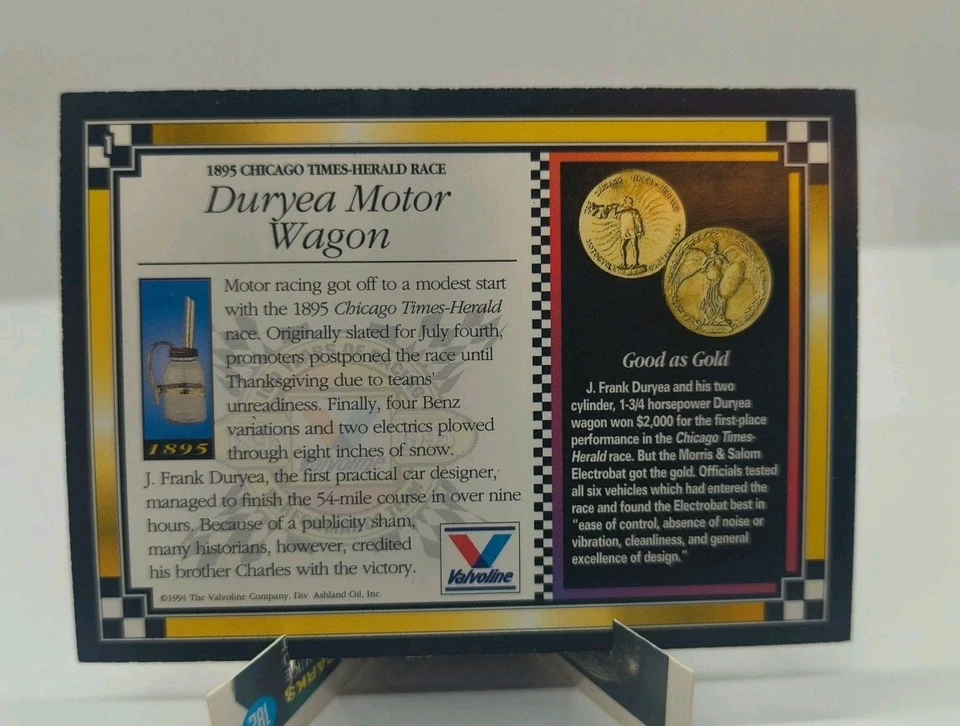 1
1895 CHICAGO TIMES-HERALD RACE
Duryea Motor
Wagon
Motor racing got off to a modest start
with the 1895 Chicago Times-Herald
race. Originally slated for July fourth,
promoters postponed the race until
Thanksgiving due to teams'
unreadiness. Finally, four Benz
variations and two electrics plowed
through eight inches of snow.
1895
J. Frank Duryea, the first practical car designer,
managed to finish the 54-mile course in over nine
hours. Because of a publicity sham,
many historians, however, credited
his brother Charles with the victory.
Valvoline
©1994 The Valvoline Company, Div. Ashland Oil, Inc.
Good as Gold
J. Frank Duryea and his two
cylinder, 1-3/4 horsepower Duryea
wagon won $2,000 for the first-place
performance in the Chicago Times-
Herald race. But the Morris & Salom
Electrobat got the gold. Officials tested
all six vehicles which had entered the
race and found the Electrobat best in
"ease of control, absence of noise or
vibration, cleanliness, and general
excellence of design."